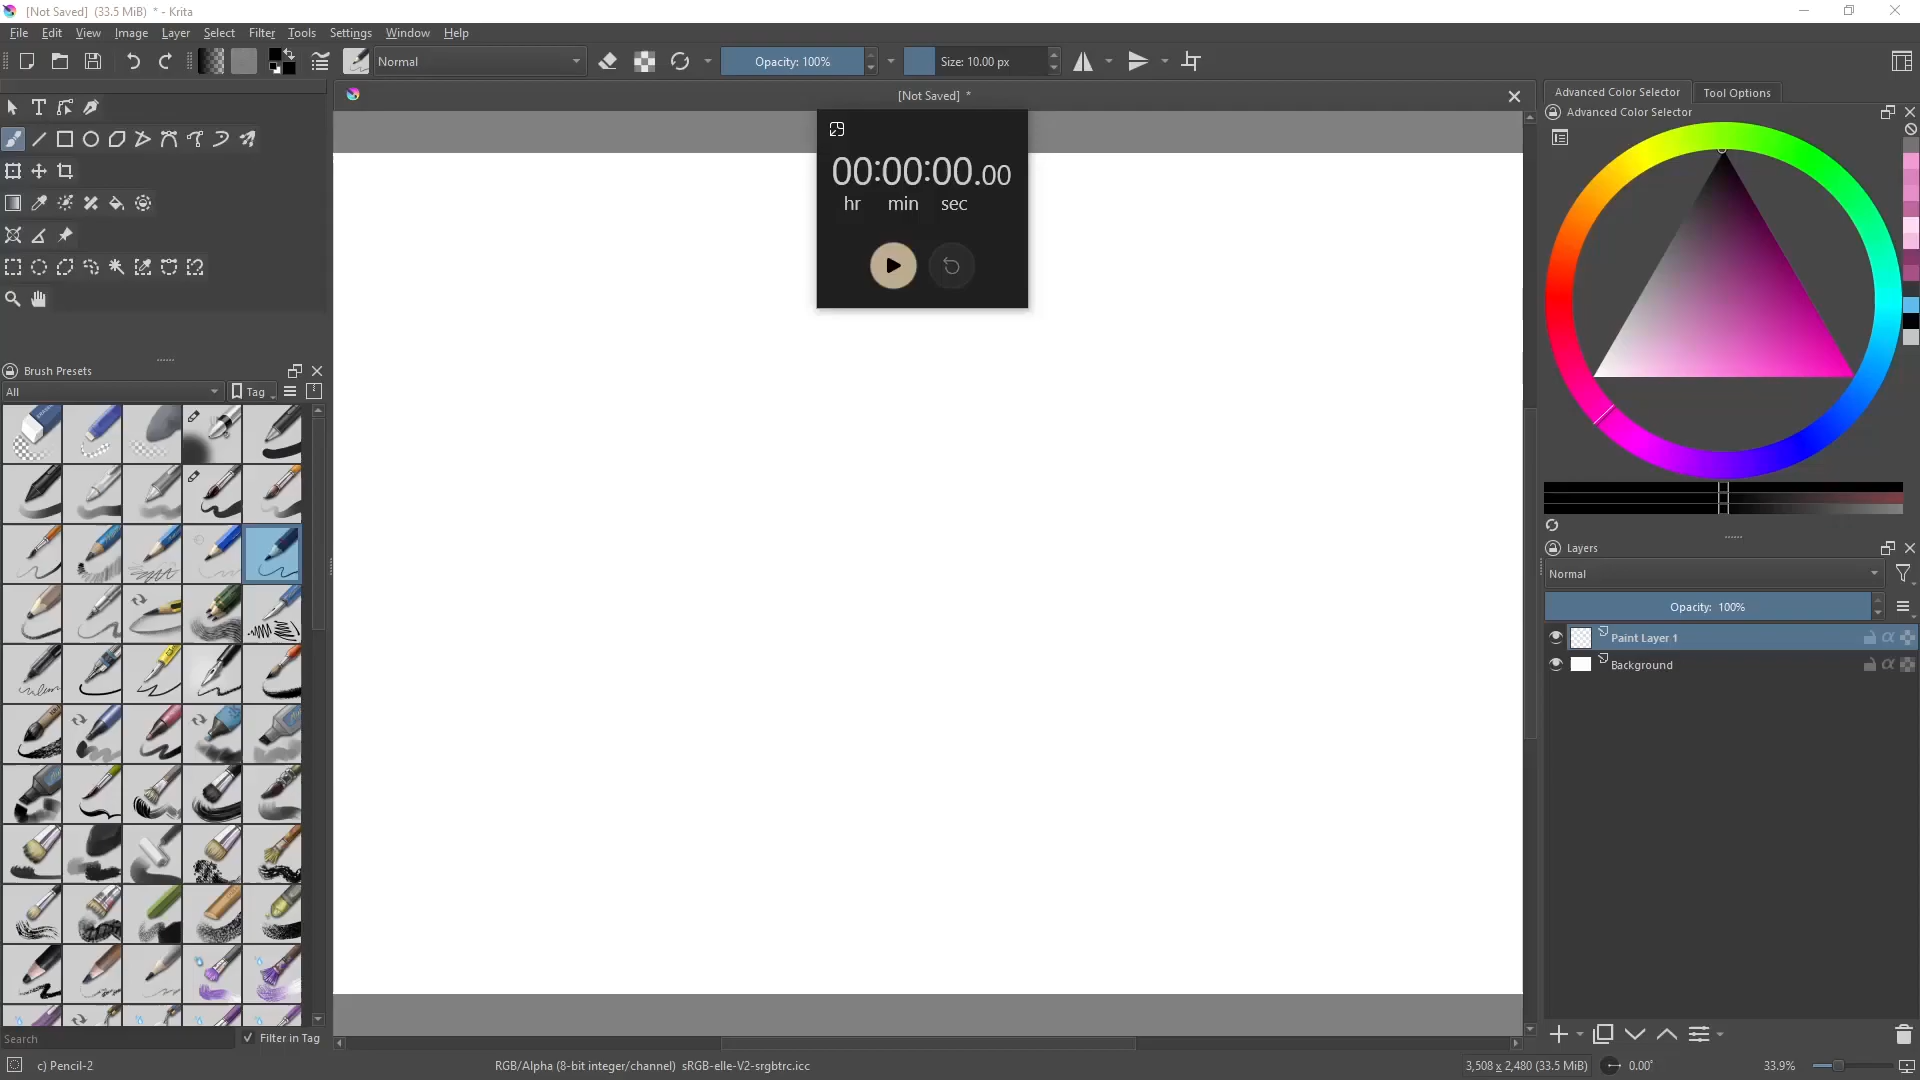 [Not Saved]  (33.5 MiB)  * - Krita
File Edit View Image Layer Select Filter Tools Settings Window Help
Normal
Opacity: 100%
Size: 10.00 px
[Not Saved]  *
00:00:00.00
hr min sec
Advanced Color Selector
Tool Options
Advanced Color Selector
Brush Presets
All
Tag
Search
Filter in Tag
Layers
Normal
Opacity:  100%
Paint Layer 1
Background
c) Pencil-2
RGB/Alpha (8-bit integer/channel)  sRGB-elle-V2-srgbtrc.icc
3,508 x 2,480 (33.5 MiB)
0.00°
33.9%